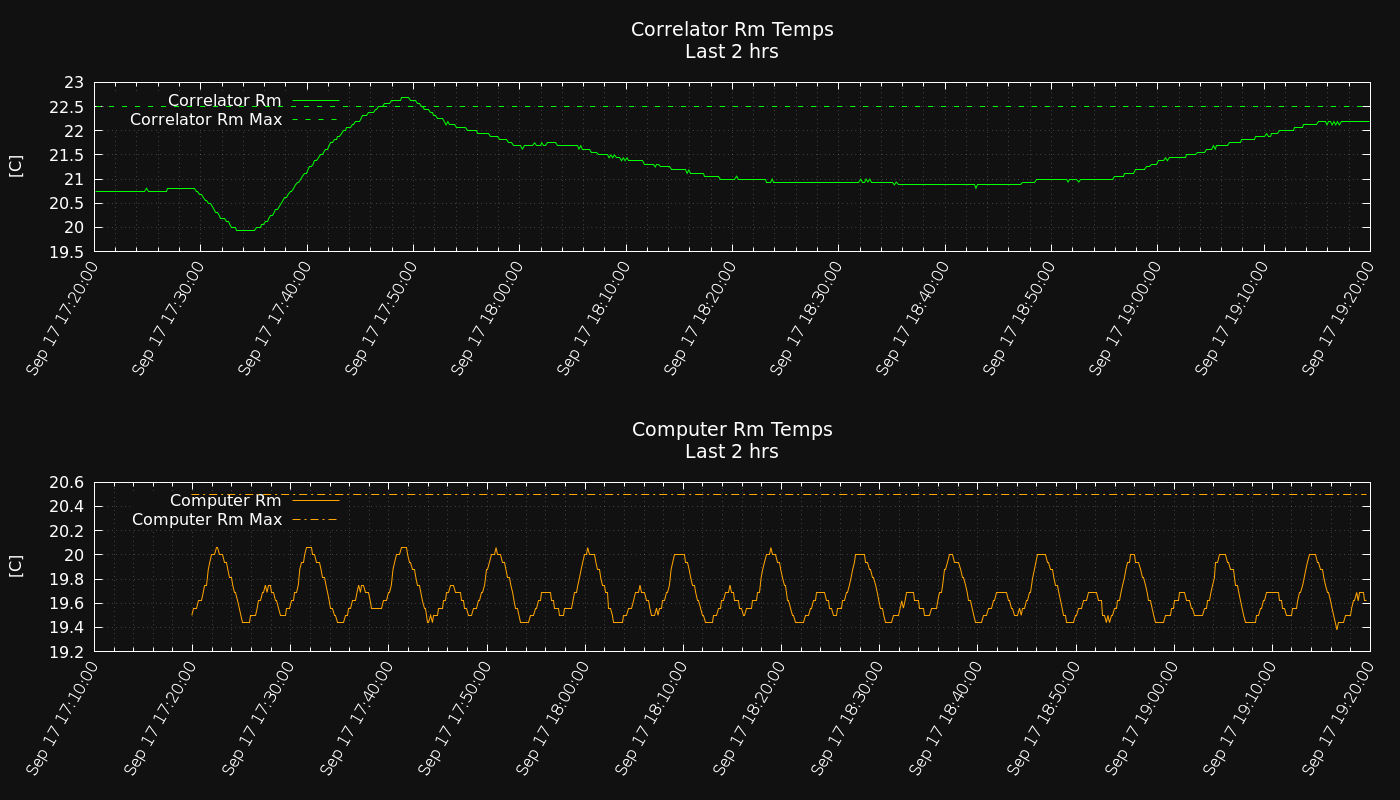 Correlator Rm Temps
Last 2 hrs
23
22.5
22
21.5
21
20.5
20
19.5
[C]
Correlator Rm
Correlator Rm Max
Sep 17 17:20:00
Sep 17 17:30:00
Sep 17 17:40:00
Sep 17 17:50:00
Sep 17 18:00:00
Sep 17 18:10:00
Sep 17 18:20:00
Sep 17 18:30:00
Sep 17 18:40:00
Sep 17 18:50:00
Sep 17 19:00:00
Sep 17 19:10:00
Sep 17 19:20:00
Computer Rm Temps
Last 2 hrs
20.6
20.4
20.2
20
19.8
19.6
19.4
19.2
[C]
Computer Rm
Computer Rm Max
Sep 17 17:10:00
Sep 17 17:20:00
Sep 17 17:30:00
Sep 17 17:40:00
Sep 17 17:50:00
Sep 17 18:00:00
Sep 17 18:10:00
Sep 17 18:20:00
Sep 17 18:30:00
Sep 17 18:40:00
Sep 17 18:50:00
Sep 17 19:00:00
Sep 17 19:10:00
Sep 17 19:20:00